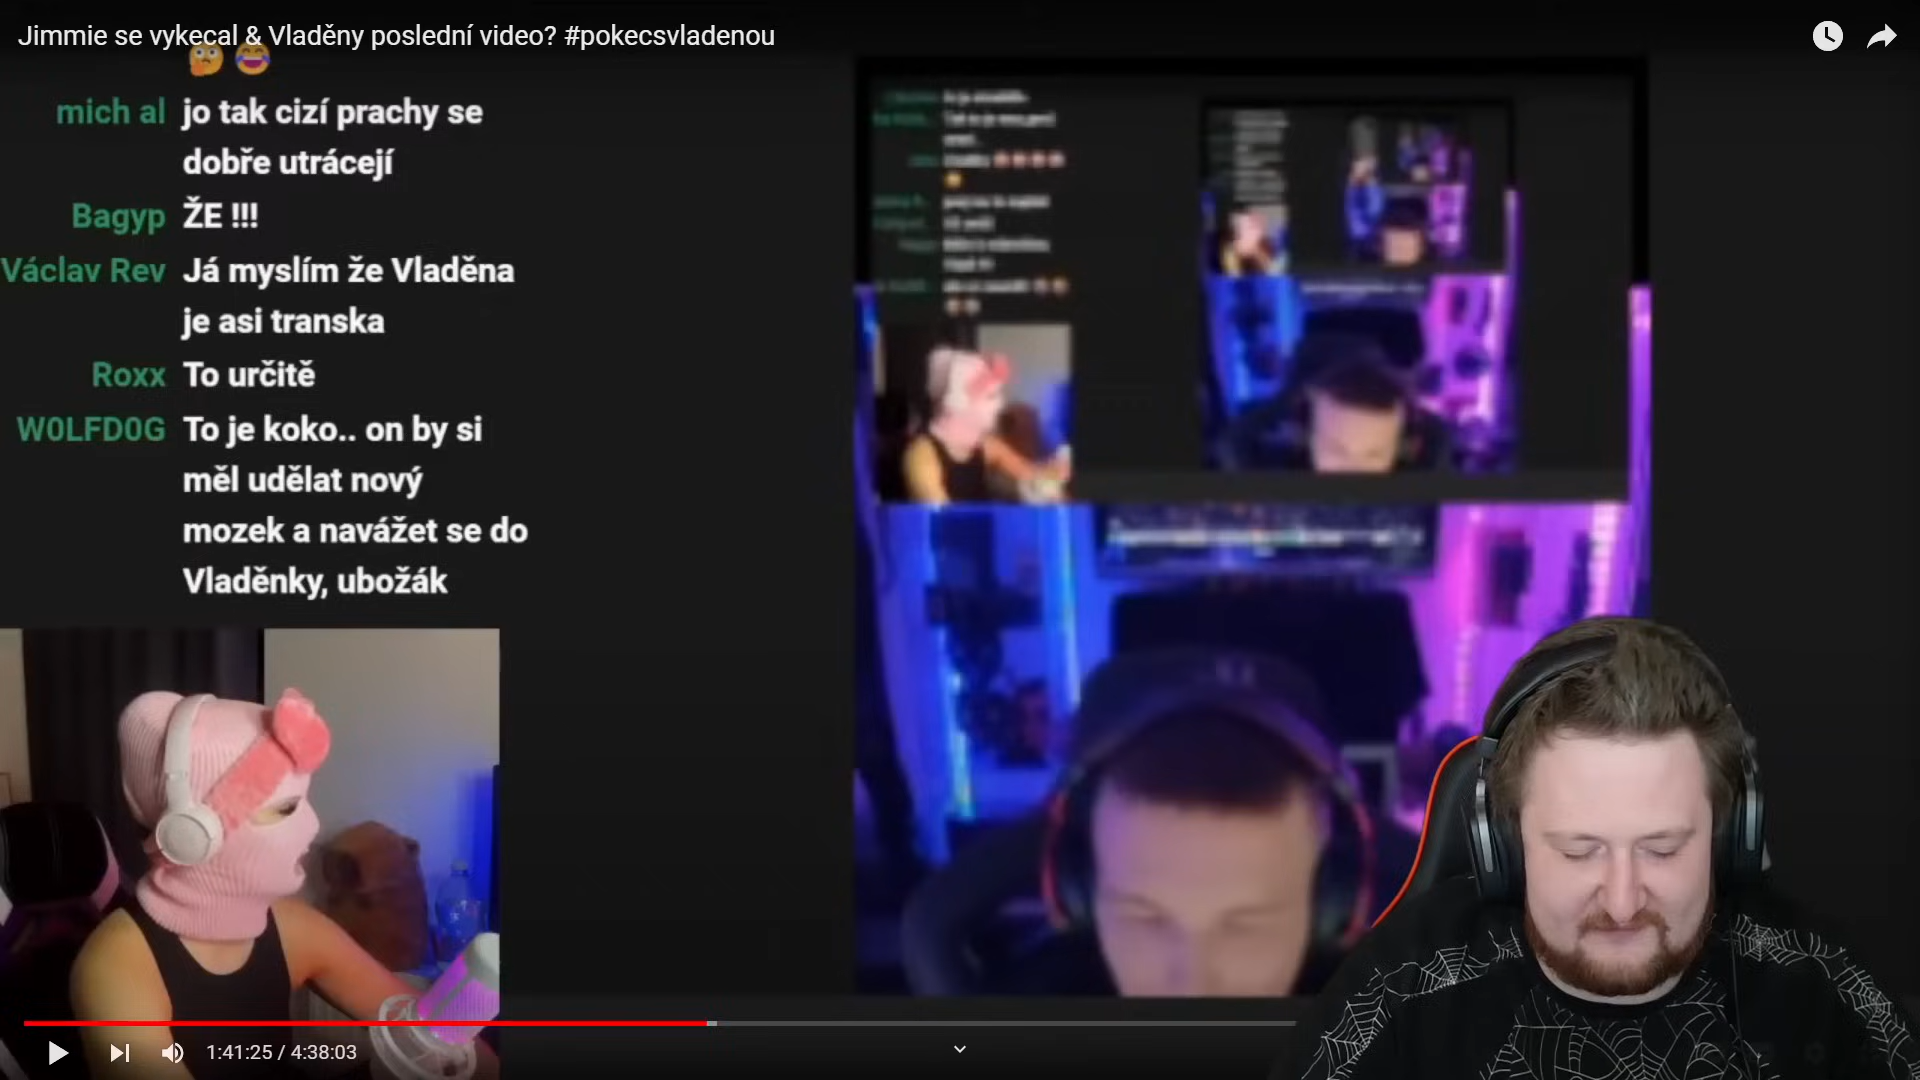 Jimmie se vykecal & Vladěny poslední video? #pokecsvladenou
mich al jo tak cizí prachy se
dobře utrácejí
Bagyp ŽE !!!
Václav Rev Já myslím že Vladěna
je asi transka
Roxx To určitě
W0LFD0G To je koko.. on by si
měl udělat nový
mozek a navážet se do
Vladěnky, ubožák
1:41:25 / 4:38:03